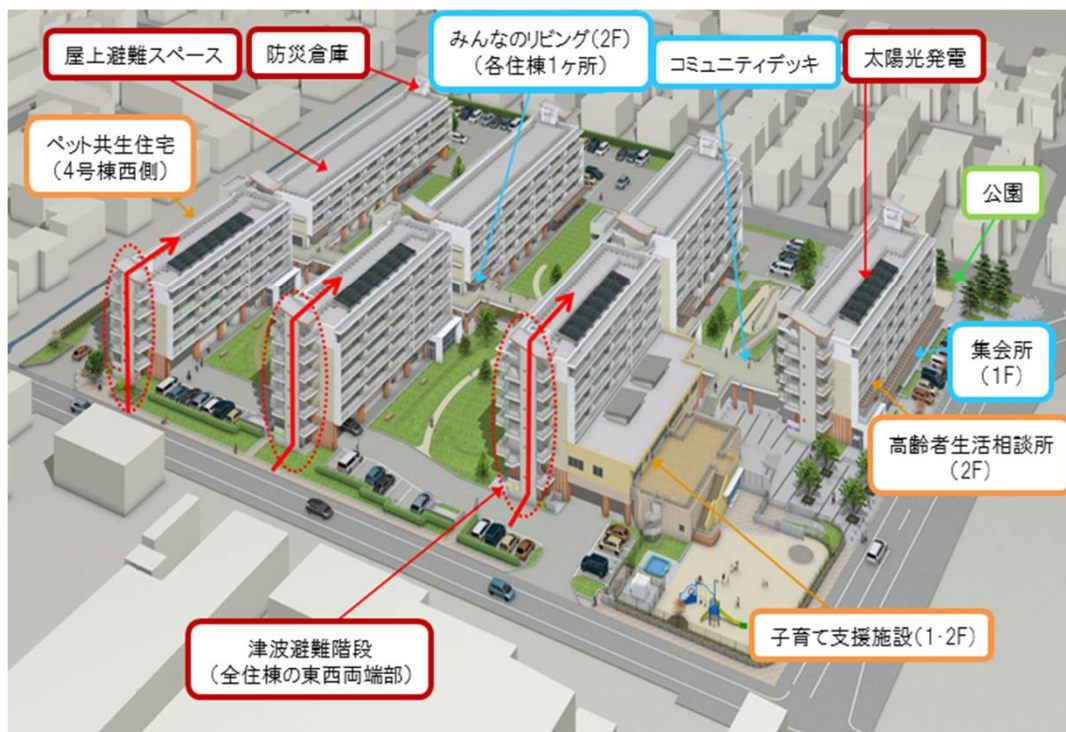 屋上避難スペース
防災倉庫
みんなのリビング(2F)
(各住棟1ヶ所)
コミュニティデッキ
太陽光発電
ペット共生住宅
(4号棟西側)
公園
集会所
(1F)
高齢者生活相談所
(2F)
子育て支援施設(1・2F)
津波避難階段
(全住棟の東西両端部)